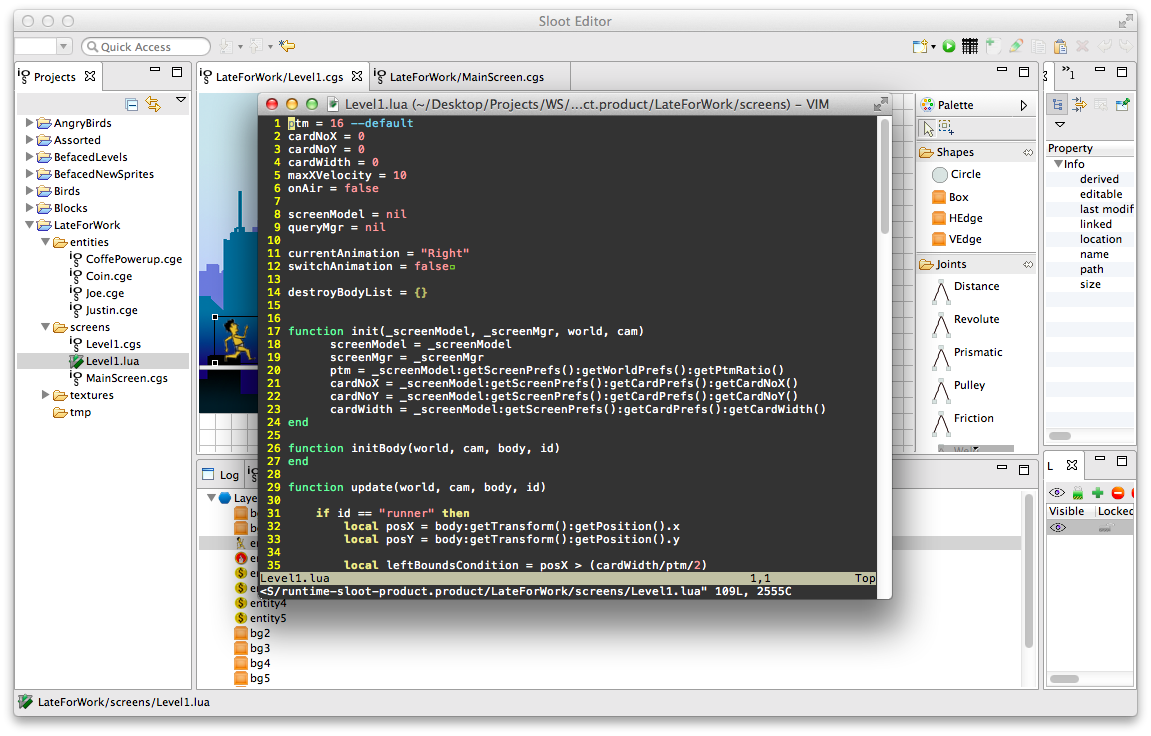 Sloot Editor
Quick Access
Projects
AngryBirds
Assorted
BefacedLevels
BefacedNewSprites
Birds
Blocks
LateForWork
entities
CoffePowerup.cge
Coin.cge
Joe.cge
Justin.cge
screens
Level1.cgs
Level1.lua
MainScreen.cgs
textures
tmp
LateForWork/Level1.cgs
LateForWork/MainScreen.cgs
Level1.lua (~/Desktop/Projects/WS/...ct.product/LateForWork/screens) – VIM
1 ptm = 16 --default
2 cardNoX = 0
3 cardNoY = 0
4 cardWidth = 0
5 maxXVelocity = 10
6 onAir = false
7
8 screenModel = nil
9 queryMgr = nil
10
11 currentAnimation = "Right"
12 switchAnimation = false
13
14 destroyBodyList = {}
15
16
17 function init(_screenModel, _screenMgr, world, cam)
18 screenModel = _screenModel
19 screenMgr = _screenMgr
20 ptm = _screenModel:getScreenPrefs():getWorldPrefs():getPtmRatio()
21 cardNoX = _screenModel:getScreenPrefs():getCardPrefs():getCardNoX()
22 cardNoY = _screenModel:getScreenPrefs():getCardPrefs():getCardNoY()
23 cardWidth = _screenModel:getScreenPrefs():getCardPrefs():getCardWidth()
24 end
25
26 function initBody(world, cam, body, id)
27 end
28
29 function update(world, cam, body, id)
30
31 if id == "runner" then
32 local posX = body:getTransform():getPosition().x
33 local posY = body:getTransform():getPosition().y
34
35 local leftBoundsCondition = posX > (cardWidth/ptm/2)
Level1.lua 1,1 Top
<S/runtime-sloot-product.product/LateForWork/screens/Level1.lua" 109L, 2555C
Palette
Shapes
Circle
Box
HEdge
VEdge
Joints
Distance
Revolute
Prismatic
Pulley
Friction
»1
Property
Info
derived
editable
last modif
linked
location
name
path
size
Log
Laye
entity4
entity5
bg2
bg3
bg4
bg5
L
Visible Locked
LateForWork/screens/Level1.lua